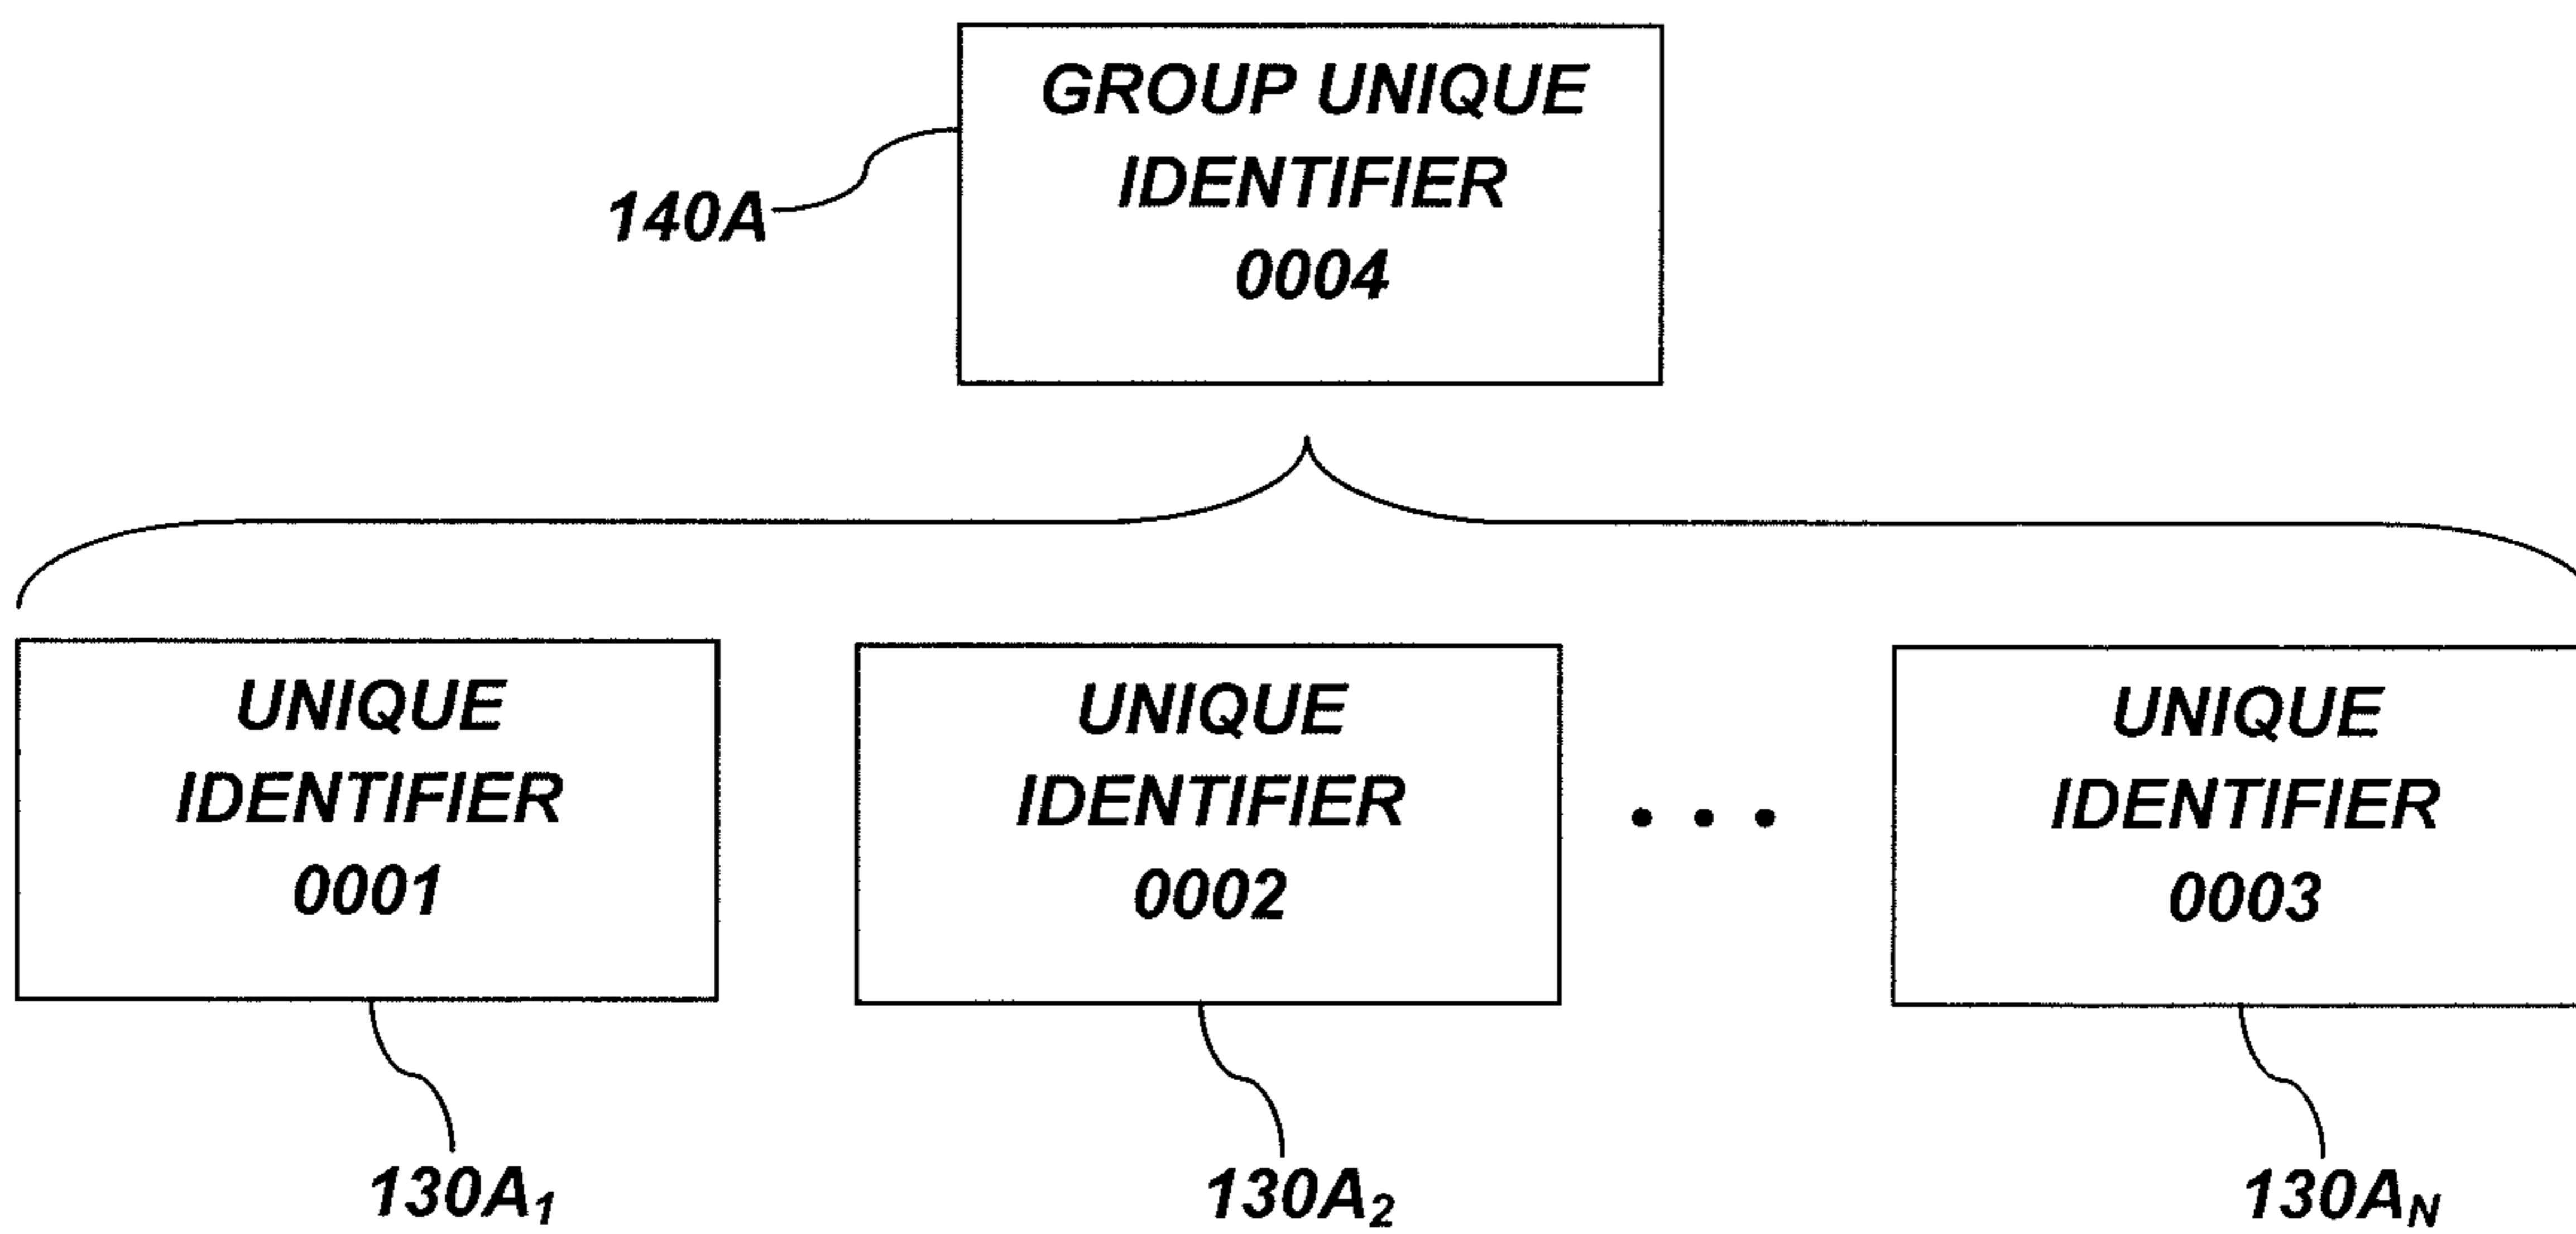 GROUP UNIQUE
IDENTIFIER
0004
140A
UNIQUE
IDENTIFIER
0001
UNIQUE
IDENTIFIER
0002
• • •
UNIQUE
IDENTIFIER
0003
130A₁
130A₂
130Aₙ